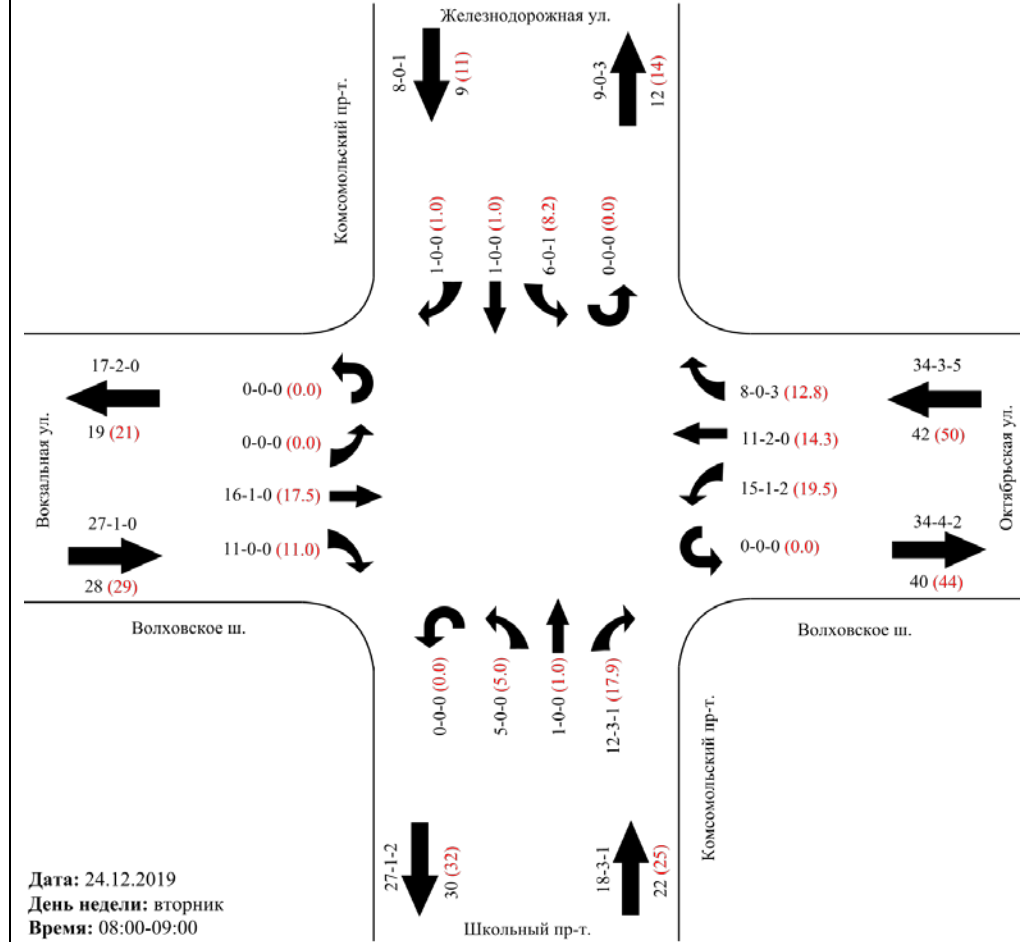 Железнодорожная ул.
8-0-1
9 (11)
9-0-3
12 (14)
Комсомольский пр-т.
1-0-0 (1.0)
1-0-0 (1.0)
6-0-1 (8.2)
0-0-0 (0.0)
17-2-0
19 (21)
Вокзальная ул.
27-1-0
28 (29)
0-0-0 (0.0)
0-0-0 (0.0)
16-1-0 (17.5)
11-0-0 (11.0)
8-0-3 (12.8)
11-2-0 (14.3)
15-1-2 (19.5)
0-0-0 (0.0)
34-3-5
42 (50)
Октябрьская ул.
34-4-2
40 (44)
Волховское ш.
Волховское ш.
0-0-0 (0.0)
5-0-0 (5.0)
1-0-0 (1.0)
12-3-1 (17.9)
Комсомольский пр-т.
27-1-2
30 (32)
18-3-1
22 (25)
Школьный пр-т.
Дата: 24.12.2019
День недели: вторник
Время: 08:00-09:00